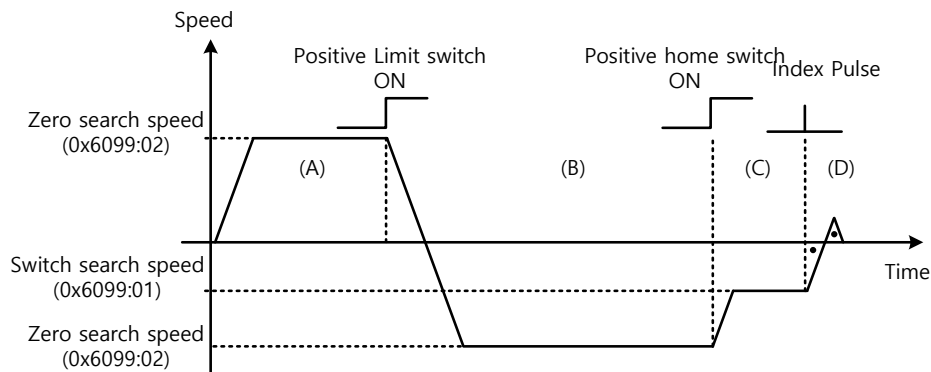 Speed
Positive Limit switch
ON
Positive home switch
ON
Index Pulse
Zero search speed
(0x6099:02)
(A)
(B)
(C)
(D)
Switch search speed
(0x6099:01)
Time
Zero search speed
(0x6099:02)